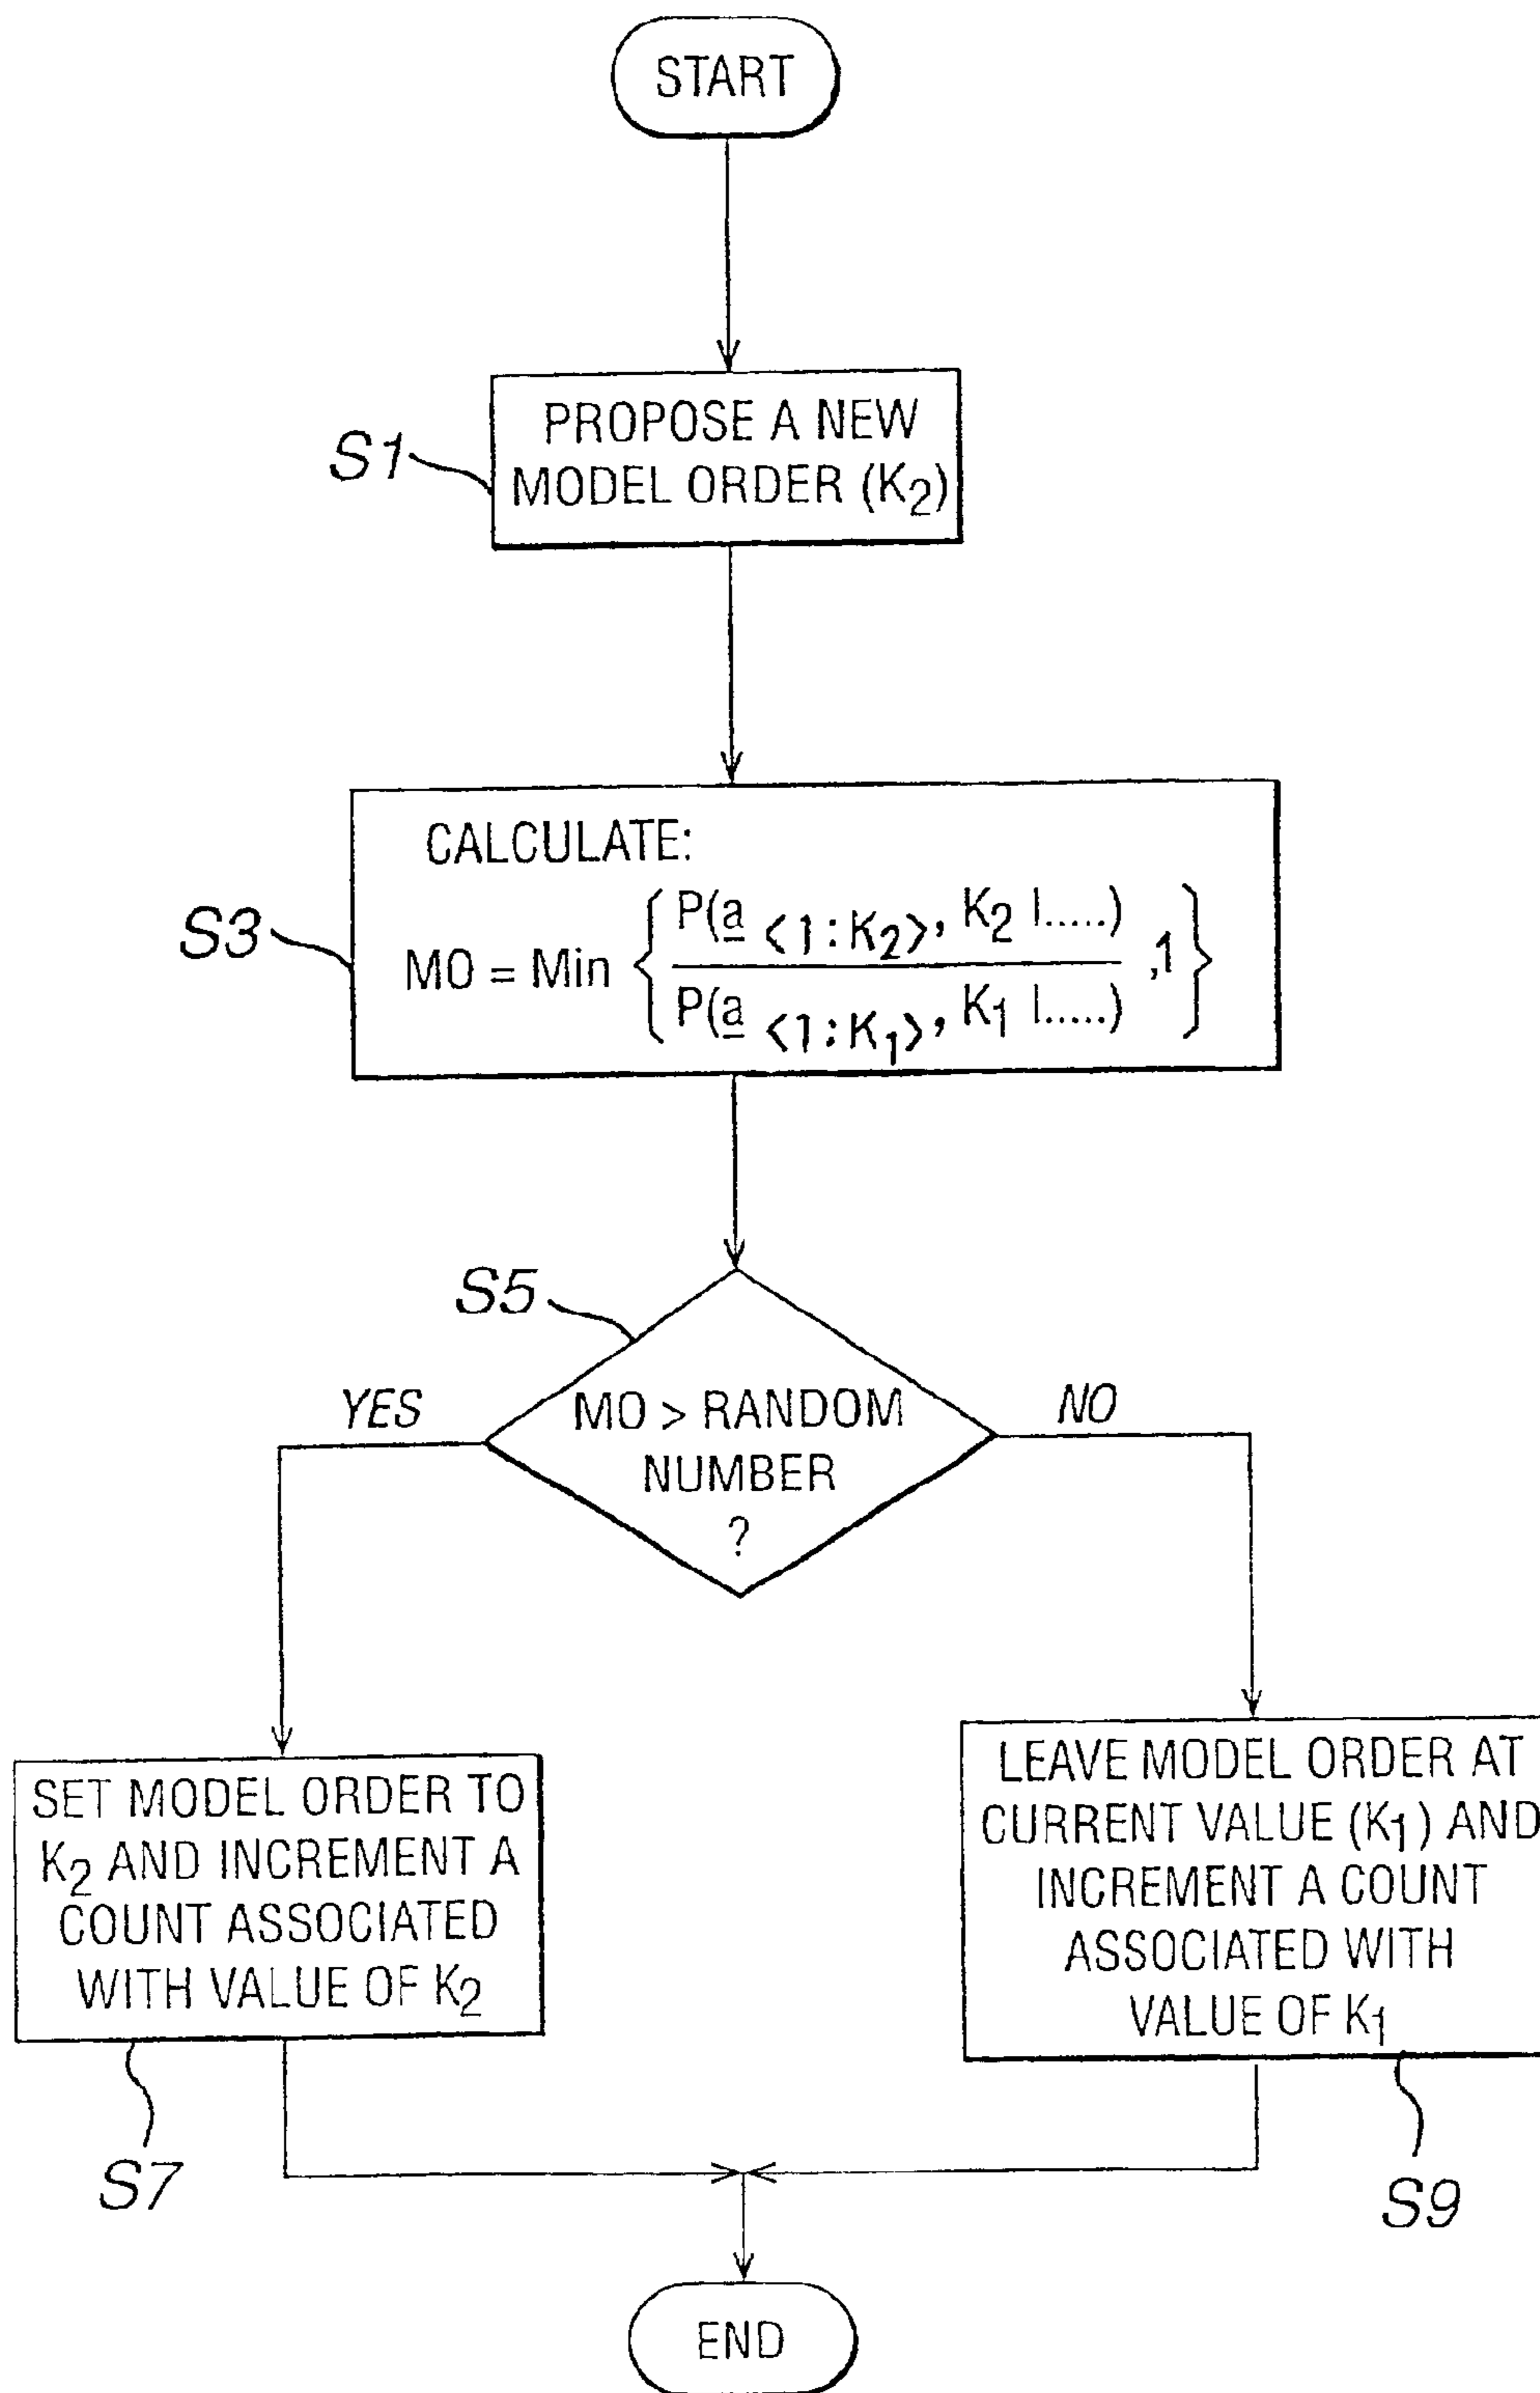 START
S1
PROPOSE A NEW
MODEL ORDER (K2)
S3
CALCULATE:
MO = Min { P(a <1:K2>, K2 |.....) / P(a <1:K1>, K1 |.....) ,1 }
S5
YES
MO > RANDOM
NUMBER
?
NO
SET MODEL ORDER TO
K2 AND INCREMENT A
COUNT ASSOCIATED
WITH VALUE OF K2
S7
LEAVE MODEL ORDER AT
CURRENT VALUE (K1) AND
INCREMENT A COUNT
ASSOCIATED WITH
VALUE OF K1
S9
END